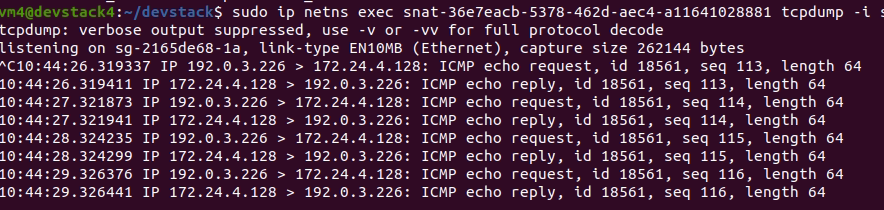 vm4@devstack4:~/devstack$ sudo ip netns exec snat-36e7eacb-5378-462d-aec4-a11641028881 tcpdump -i s
tcpdump: verbose output suppressed, use -v or -vv for full protocol decode
listening on sg-2165de68-1a, link-type EN10MB (Ethernet), capture size 262144 bytes
^C10:44:26.319337 IP 192.0.3.226 > 172.24.4.128: ICMP echo request, id 18561, seq 113, length 64
10:44:26.319411 IP 172.24.4.128 > 192.0.3.226: ICMP echo reply, id 18561, seq 113, length 64
10:44:27.321873 IP 192.0.3.226 > 172.24.4.128: ICMP echo request, id 18561, seq 114, length 64
10:44:27.321941 IP 172.24.4.128 > 192.0.3.226: ICMP echo reply, id 18561, seq 114, length 64
10:44:28.324235 IP 192.0.3.226 > 172.24.4.128: ICMP echo request, id 18561, seq 115, length 64
10:44:28.324299 IP 172.24.4.128 > 192.0.3.226: ICMP echo reply, id 18561, seq 115, length 64
10:44:29.326376 IP 192.0.3.226 > 172.24.4.128: ICMP echo request, id 18561, seq 116, length 64
10:44:29.326441 IP 172.24.4.128 > 192.0.3.226: ICMP echo reply, id 18561, seq 116, length 64